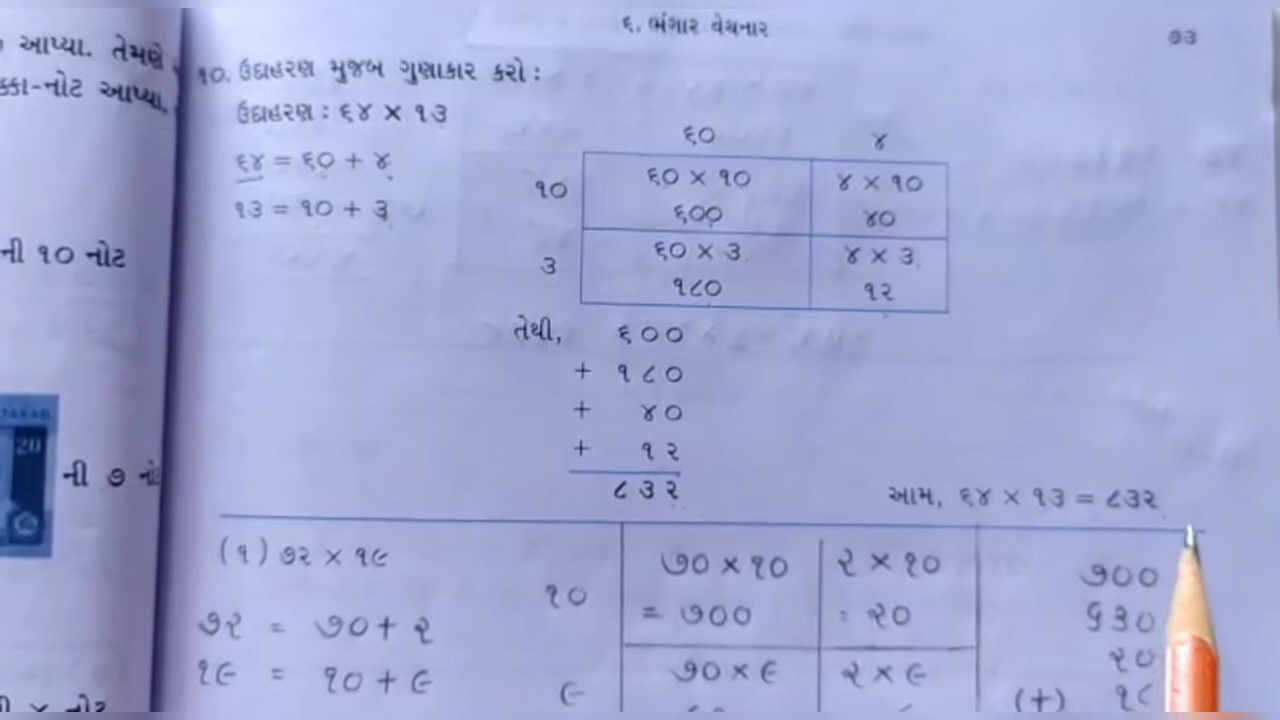 ૬. ભંગાર વેચનાર
૭૩
આપ્યા. તેમણે
ક્કા-નોટ આપ્યા.
ની ૧૦ નોટ
20
ની ૭
૧૦. ઉદાહરણ મુજબ ગુણાકાર કરો :
ઉદાહરણ : ૬૪ × ૧૩
૬૪ = ૬૦ + ૪
૧૩ = ૧૦ + ૩
૬૦ ૪
૧૦ ૬૦ × ૧૦ ૪ × ૧૦
૬૦૦ ૪૦
૩ ૬૦ × ૩ ૪ × ૩
૧૮૦ ૧૨
તેથી, ૬૦૦
+ ૧૮૦
+ ૪૦
+ ૧૨
૮૩૨
આમ, ૬૪ × ૧૩ = ૮૩૨
(૧) ૭૨ × ૧૯
૭૨ = ૭૦ + ૨
૧૯ = ૧૦ + ૯
૧૦ ૭૦ × ૧૦ ૨ × ૧૦
= ૭૦૦ = ૨૦
૯ ૭૦ × ૯ ૨ × ૯
૭૦૦
૬૩૦
૨૦
(+) ૧૮